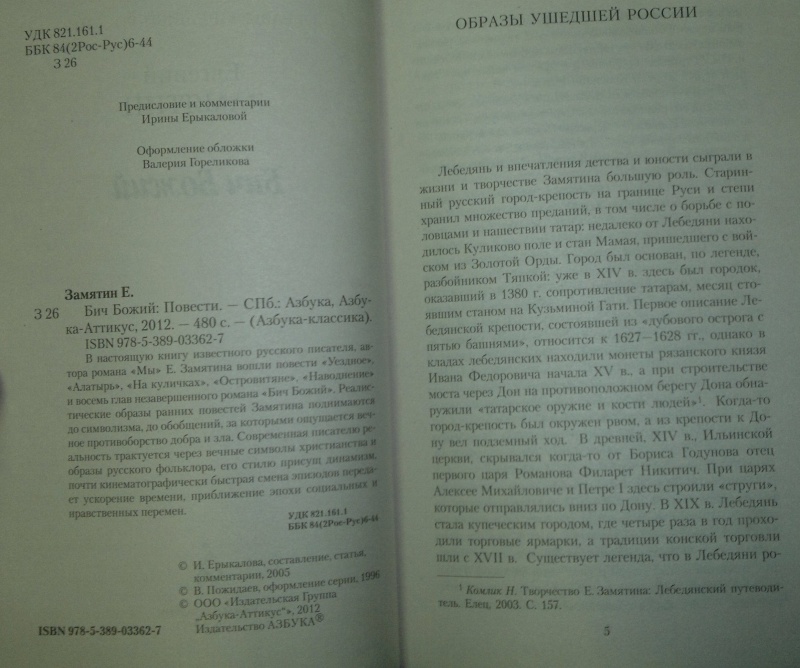 УДК 821.161.1
ББК 84(2Рос-Рус)6-44
З 26
Предисловие и комментарии
Ирины Ерыкаловой
Оформление обложки
Валерия Гореликова
Замятин Е.
З 26
Бич Божий: Повести. — СПб.: Азбука, Азбу-
ка-Аттикус, 2012. — 480 с. — (Азбука-классика).
ISBN 978-5-389-03362-7
В настоящую книгу известного русского писателя, ав-
тора романа «Мы» Е. Замятина вошли повести «Уездное»,
«Алатырь», «На куличках», «Островитяне», «Наводнение»
и восемь глав незавершенного романа «Бич Божий». Реалис-
тические образы ранних повестей Замятина поднимаются
до символизма, до обобщений, за которыми ощущается веч-
ное противоборство добра и зла. Современная писателю ре-
альность трактуется через вечные символы христианства и
образы русского фольклора, его стилю присущ динамизм,
почти кинематографически быстрая смена эпизодов переда-
ет ускорение времени, приближение эпохи социальных и
нравственных перемен.
УДК 821.161.1
ББК 84(2Рос-Рус)6-44
© И. Ерыкалова, составление, статья,
комментарии, 2005
© В. Пожидаев, оформление серии, 1996
© ООО «Издательская Группа
„Азбука-Аттикус“», 2012
Издательство АЗБУКА®
ISBN 978-5-389-03362-7
ОБРАЗЫ УШЕДШЕЙ РОССИИ
Лебедянь и впечатления детства и юности сыграли в
жизни и творчестве Замятина большую роль. Старин-
ный русский город-крепость на границе Руси и степи
хранил множество преданий, в том числе о борьбе с по-
ловцами и нашествии татар: недалеко от Лебедяни нахо-
дилось Куликово поле и стан Мамая, пришедшего с вой-
ском из Золотой Орды. Город был основан, по легенде,
разбойником Тяпкой: уже в XIV в. здесь был городок,
оказавший в 1380 г. сопротивление татарам, месяц сто-
явшим станом на Кузьминой Гати. Первое описание Ле-
бедянской крепости, состоявшей из «дубового острога с
пятью башнями», относится к 1627—1628 гг., однако в
кладах лебедянских находили монеты рязанского князя
Ивана Федоровича начала XV в., а при строительстве
моста через Дон на противоположном берегу Дона обна-
ружили «татарское оружие и кости людей»¹. Когда-то
город-крепость был окружен рвом, а из крепости к До-
ну вел подземный ход. В древней, XIV в., Ильинской
церкви, скрывался когда-то от Бориса Годунова отец
первого царя Романова Филарет Никитич. При царях
Алексее Михайловиче и Петре I здесь строили «струги»,
которые отправлялись вниз по Дону. В XIX в. Лебедянь
стала купеческим городом, где четыре раза в год прохо-
дили торговые ярмарки, а традиции конской торговли
шли с XVII в. Существует легенда, что в Лебедяни ро-
¹ Комлик Н. Творчество Е. Замятина: Лебедянский путеводи-
тель. Елец, 2003. С. 157.
5